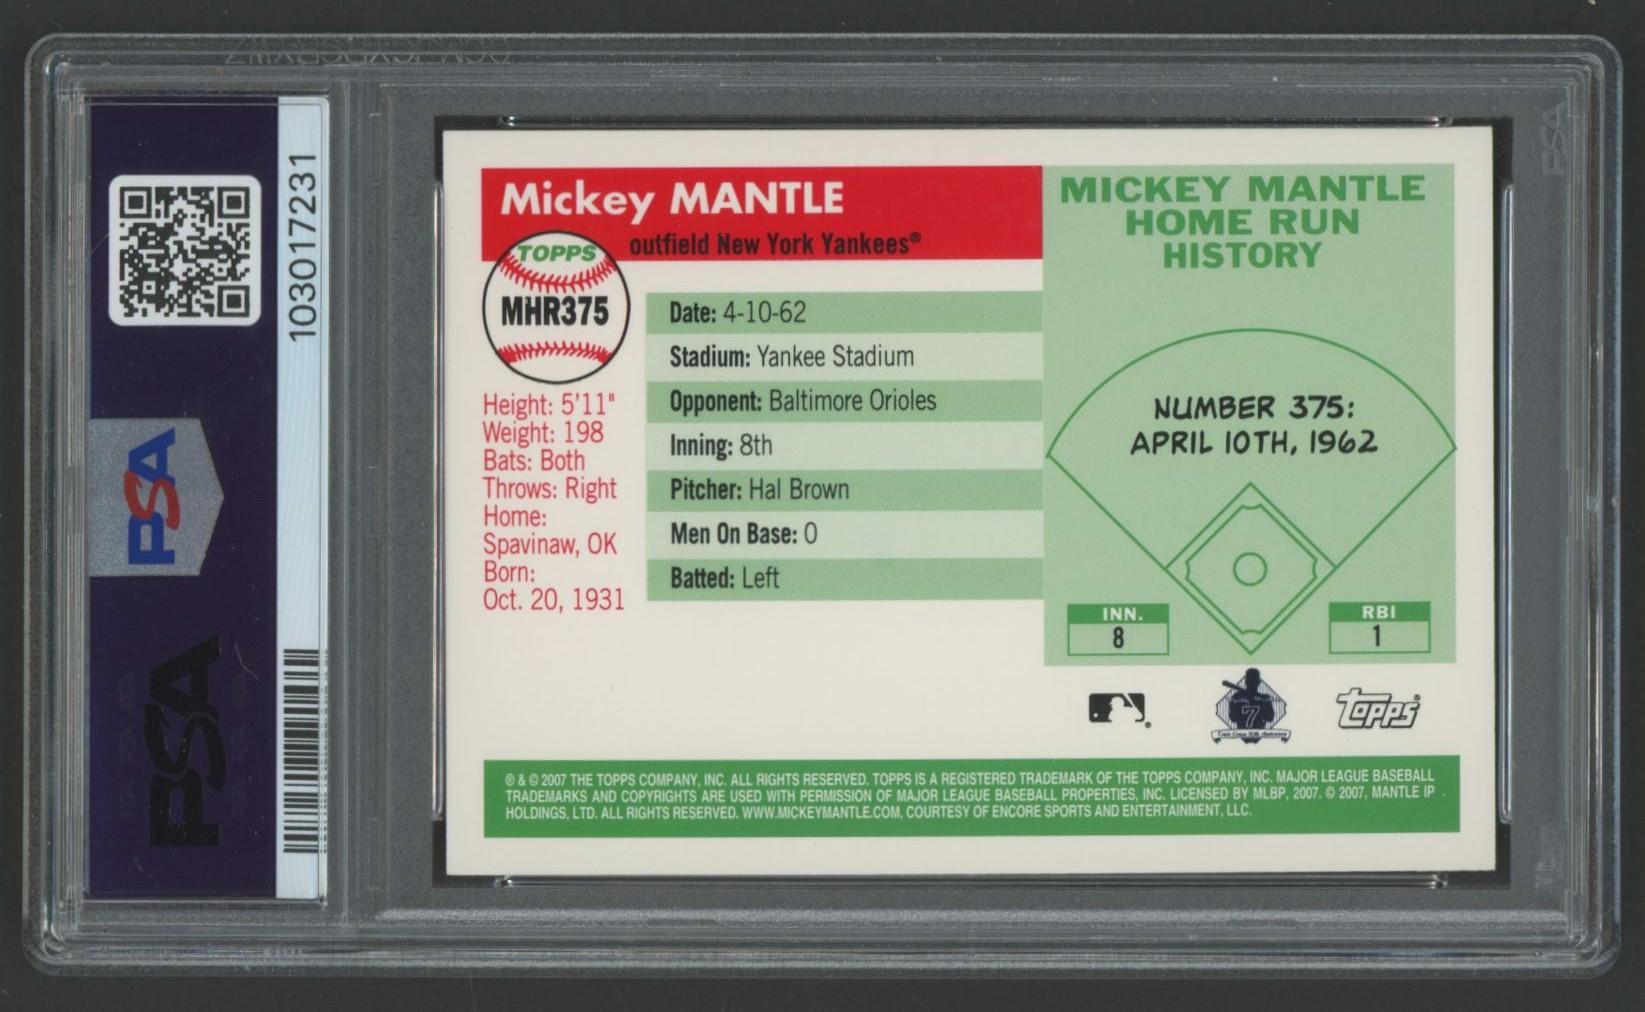 103017231
PSA
PSA
Mickey MANTLE
outfield New York Yankees®
TOPPS
MHR375
Height: 5'11"
Weight: 198
Bats: Both
Throws: Right
Home:
Spavinaw, OK
Born:
Oct. 20, 1931
Date: 4-10-62
Stadium: Yankee Stadium
Opponent: Baltimore Orioles
Inning: 8th
Pitcher: Hal Brown
Men On Base: 0
Batted: Left
MICKEY MANTLE
HOME RUN
HISTORY
NUMBER 375:
APRIL 10TH, 1962
INN.
8
RBI
1
7
Topps®
® & © 2007 THE TOPPS COMPANY, INC. ALL RIGHTS RESERVED. TOPPS IS A REGISTERED TRADEMARK OF THE TOPPS COMPANY, INC. MAJOR LEAGUE BASEBALL
TRADEMARKS AND COPYRIGHTS ARE USED WITH PERMISSION OF MAJOR LEAGUE BASEBALL PROPERTIES, INC. LICENSED BY MLBP, 2007. © 2007, MANTLE IP
HOLDINGS, LTD. ALL RIGHTS RESERVED. WWW.MICKEYMANTLE.COM, COURTESY OF ENCORE SPORTS AND ENTERTAINMENT, LLC.
PSA